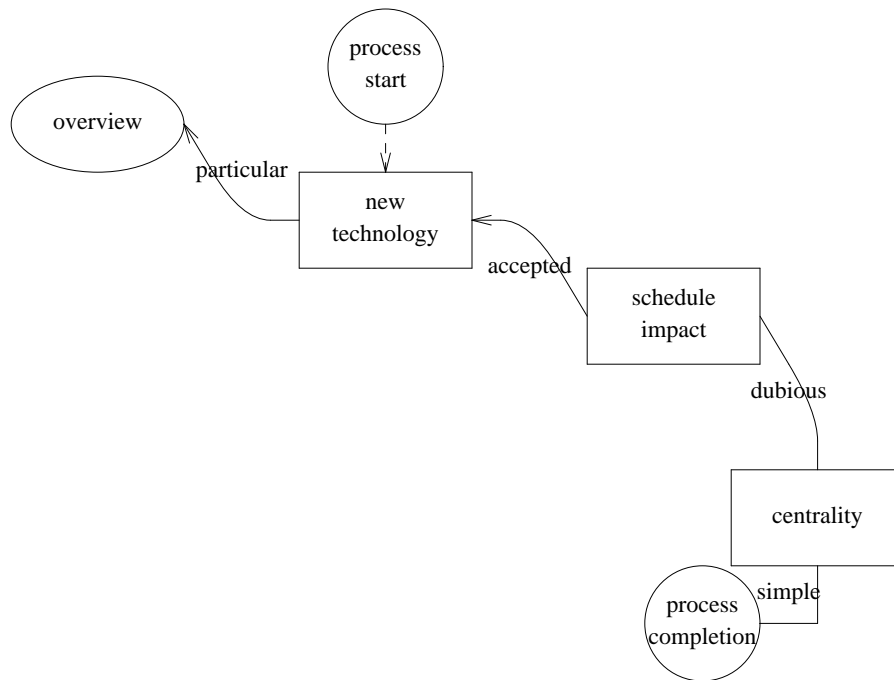 process
start
overview
particular
new
technology
accepted
schedule
impact
dubious
centrality
simple
process
completion